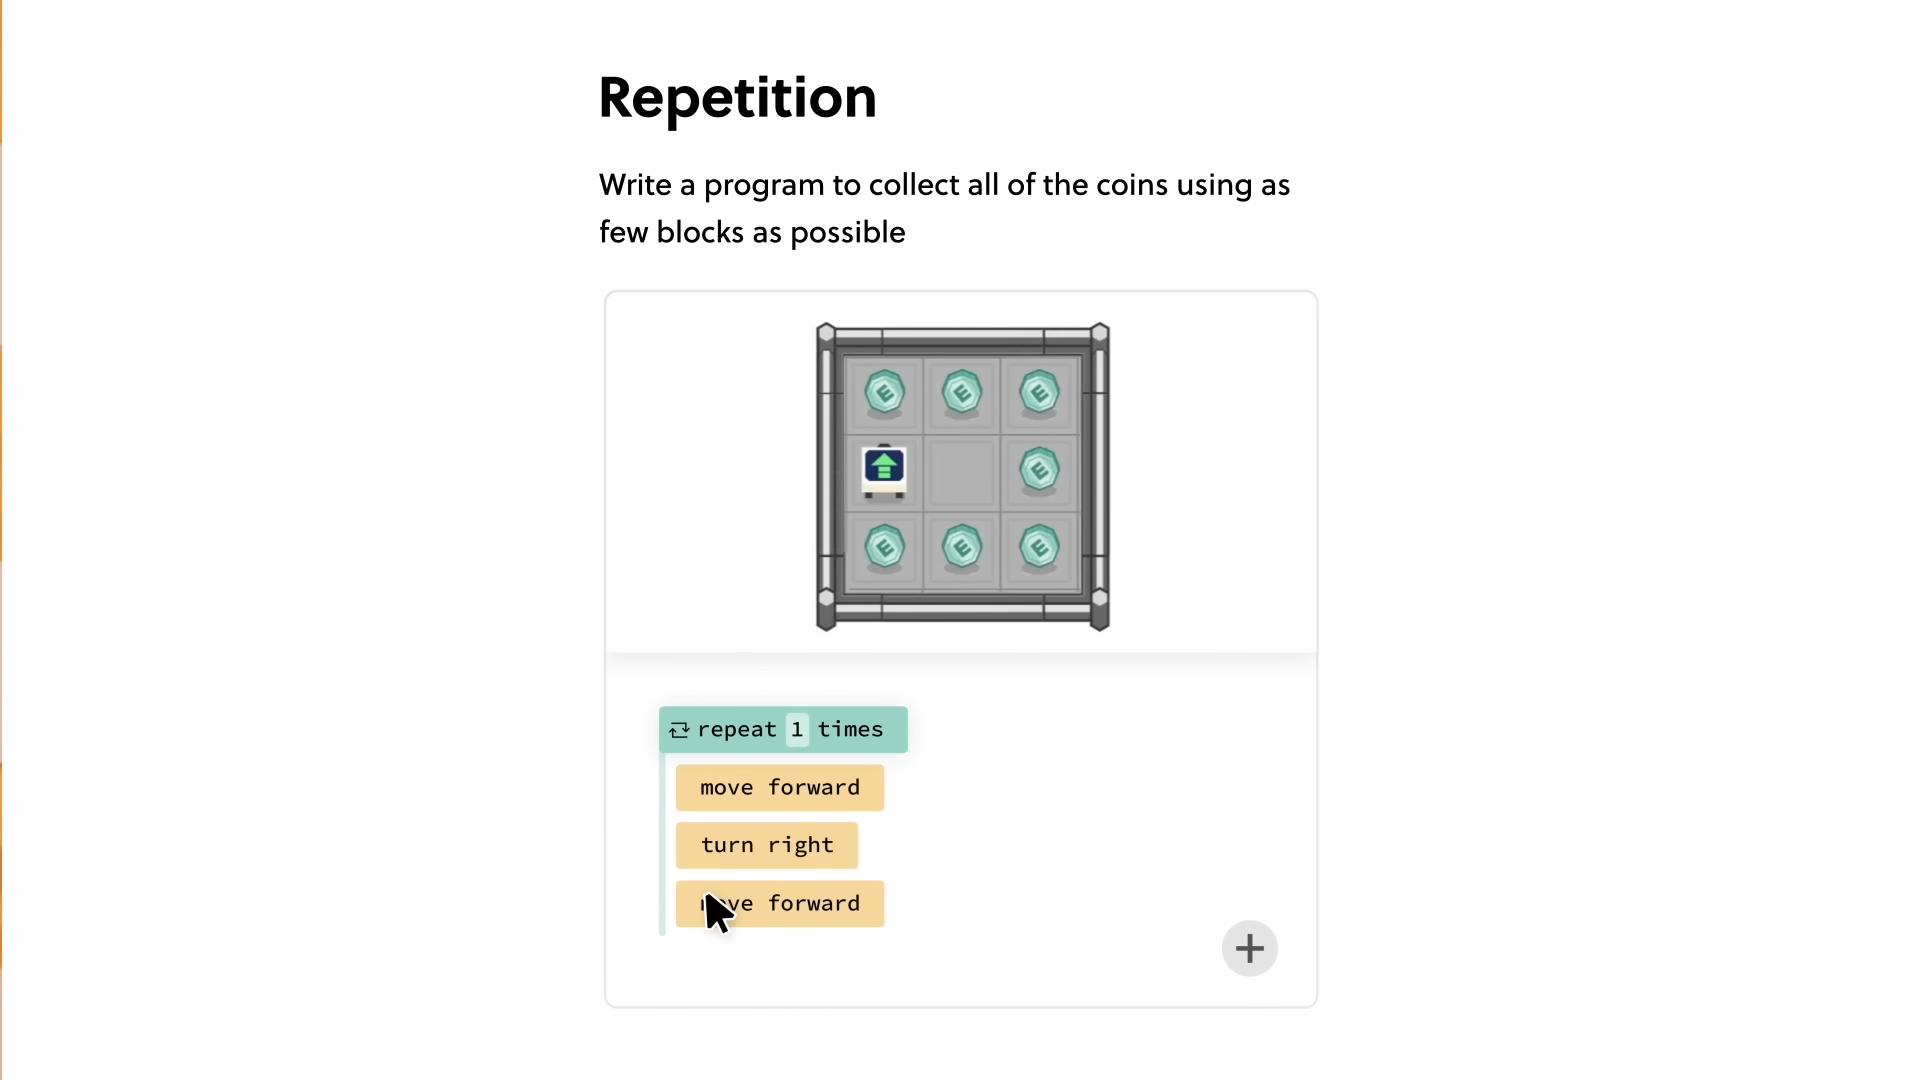 Repetition
Write a program to collect all of the coins using as
few blocks as possible
E E E
E
E E E
repeat 1 times
move forward
turn right
move forward